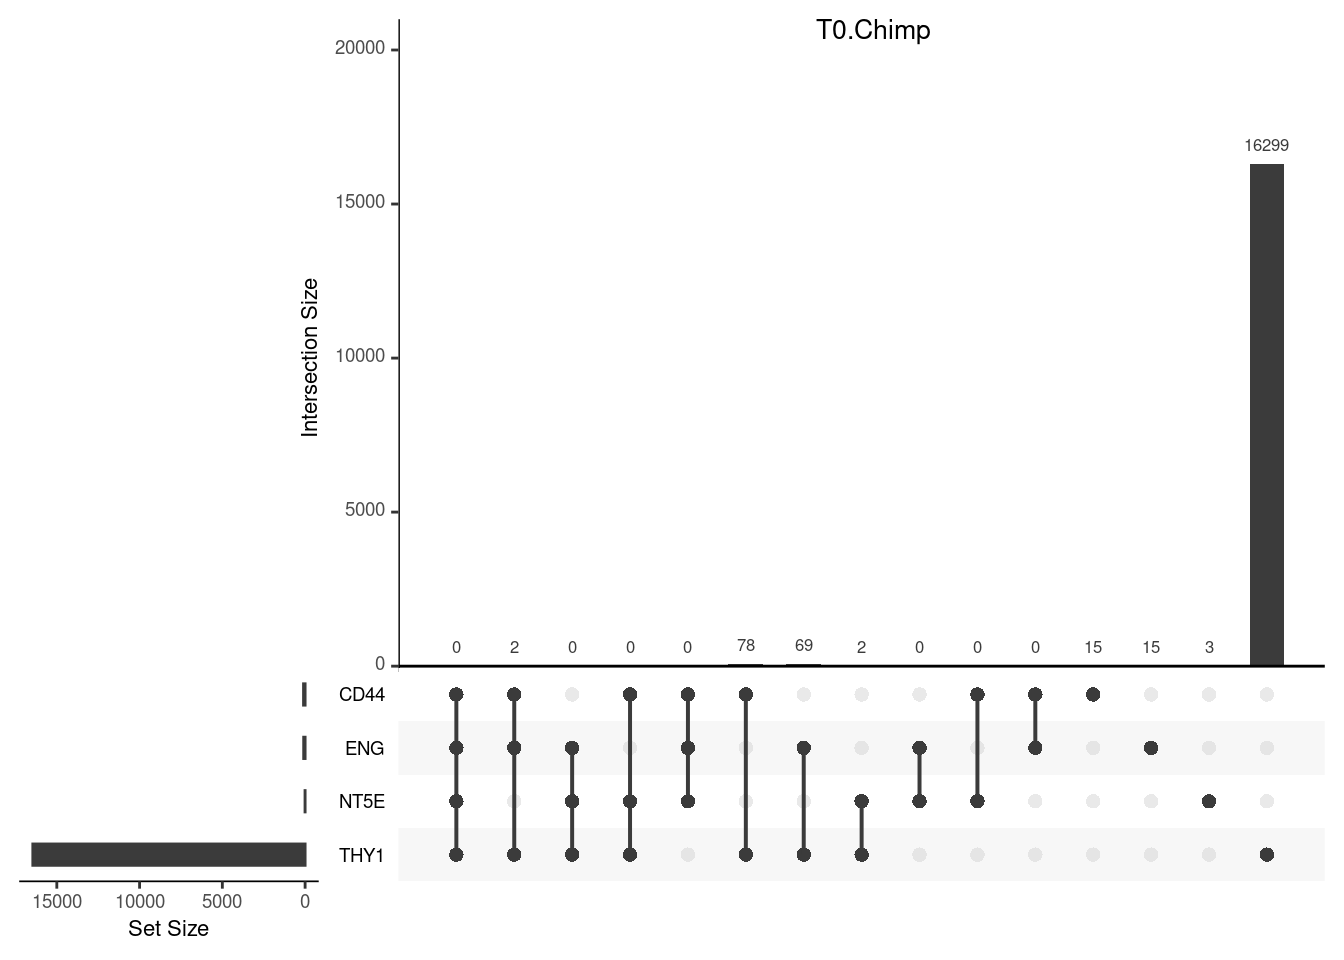 T0.Chimp
20000
15000
10000
5000
0
Intersection Size
16299
0 2 0 0 0 78 69 2 0 0 0 15 15 3
CD44
ENG
NT5E
THY1
15000 10000 5000 0
Set Size